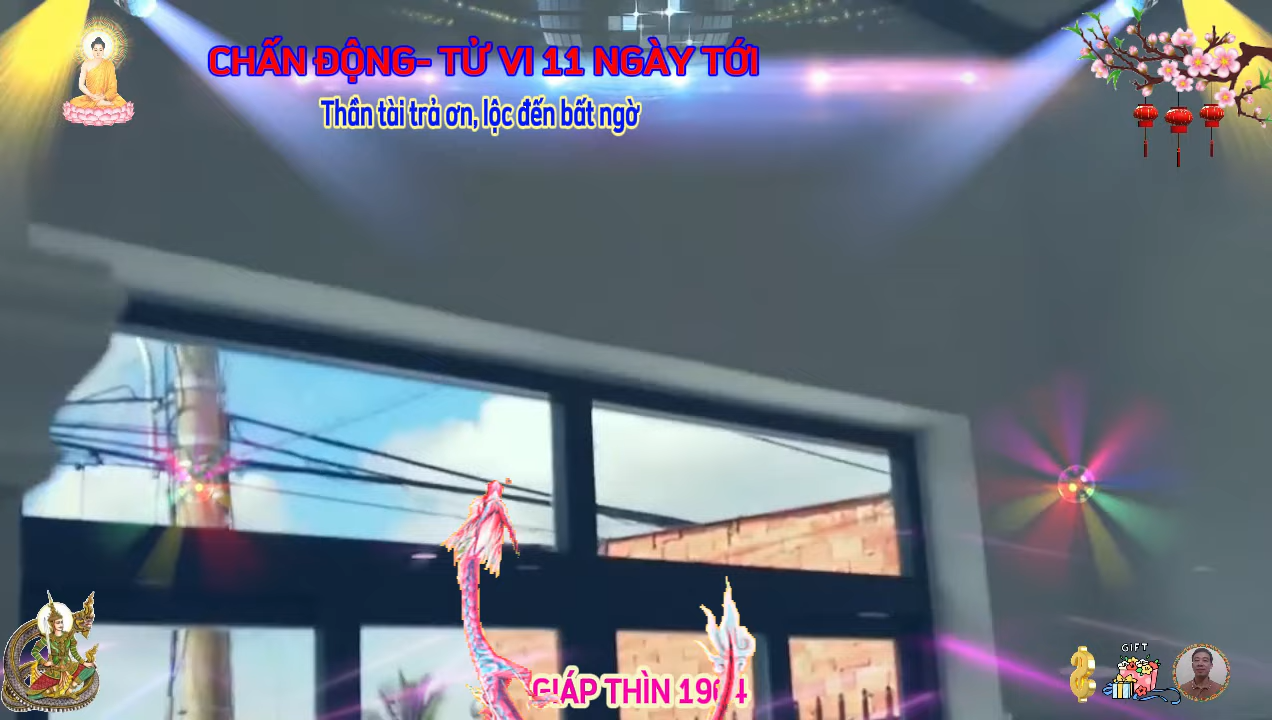 CHẤN ĐỘNG- TỬ VI 11 NGÀY TỚI
Thần tài trả ơn, lộc đến bất ngờ
GIFT
GIÁP THÌN